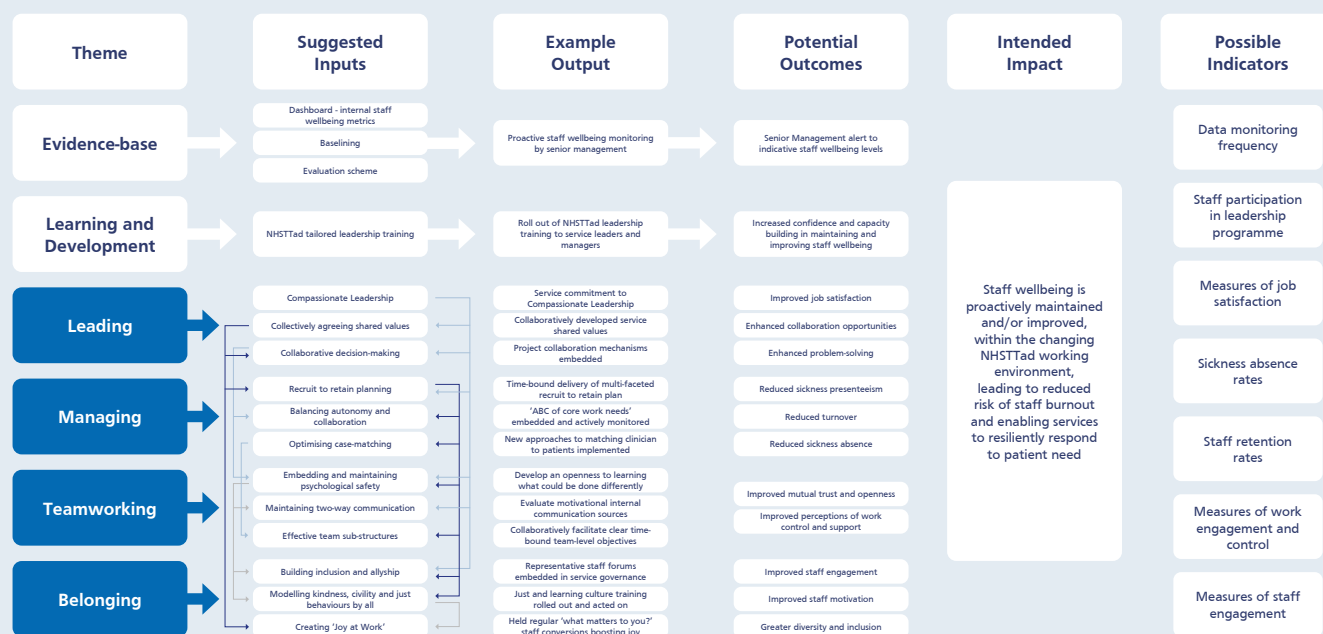 Theme
Suggested
Inputs
Example
Output
Potential
Outcomes
Intended
Impact
Possible
Indicators
Evidence-base
Dashboard - internal staff
wellbeing metrics
Baselining
Evaluation scheme
Proactive staff wellbeing monitoring
by senior management
Senior Management alert to
indicative staff wellbeing levels
Learning and
Development
NHSTTad tailored leadership training
Roll out of NHSTTad leadership
training to service leaders and
managers
Increased confidence and capacity
building in maintaining and
improving staff wellbeing
Leading
Compassionate Leadership
Collectively agreeing shared values
Collaborative decision-making
Service commitment to
Compassionate Leadership
Collaboratively developed service
shared values
Project collaboration mechanisms
embedded
Improved job satisfaction
Enhanced collaboration opportunities
Enhanced problem-solving
Managing
Recruit to retain planning
Balancing autonomy and
collaboration
Optimising case-matching
Time-bound delivery of multi-faceted
recruit to retain plan
'ABC of core work needs'
embedded and actively monitored
New approaches to matching clinician
to patients implemented
Reduced sickness presenteeism
Reduced turnover
Reduced sickness absence
Teamworking
Embedding and maintaining
psychological safety
Maintaining two-way communication
Effective team sub-structures
Develop an openness to learning
what could be done differently
Evaluate motivational internal
communication sources
Collaboratively facilitate clear time-
bound team-level objectives
Improved mutual trust and openness
Improved perceptions of work
control and support
Belonging
Building inclusion and allyship
Modelling kindness, civility and just
behaviours by all
Creating 'Joy at Work'
Representative staff forums
embedded in service governance
Just and learning culture training
rolled out and acted on
Held regular 'what matters to you?'
staff conversions boosting joy
Improved staff engagement
Improved staff motivation
Greater diversity and inclusion
Staff wellbeing is
proactively maintained
and/or improved,
within the changing
NHSTTad working
environment,
leading to reduced
risk of staff burnout
and enabling services
to resiliently respond
to patient need
Data monitoring
frequency
Staff participation
in leadership
programme
Measures of job
satisfaction
Sickness absence
rates
Staff retention
rates
Measures of work
engagement and
control
Measures of staff
engagement